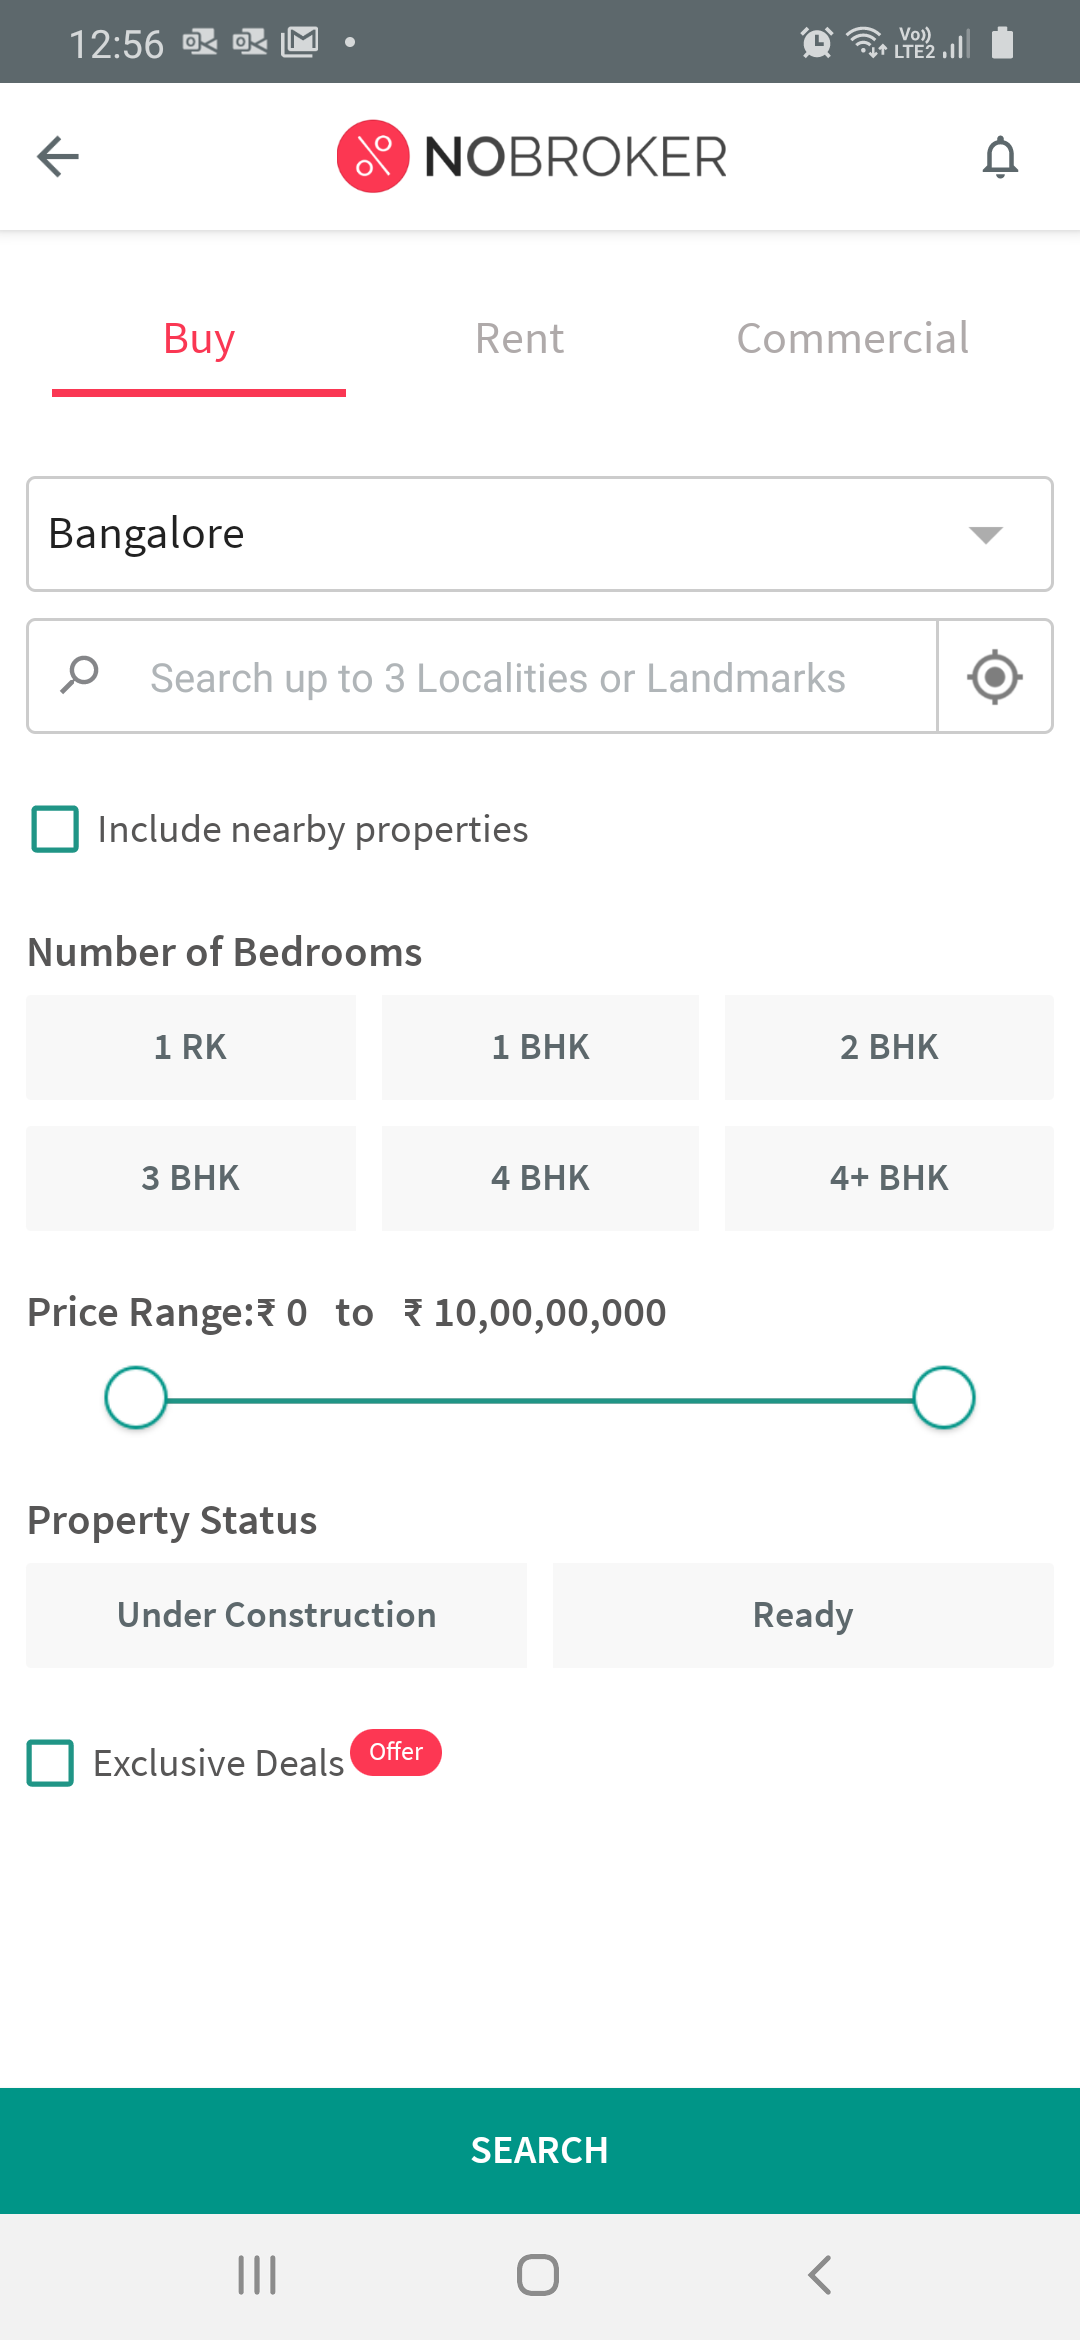 12:56 Vo)) LTE2
NOBROKER
Buy Rent Commercial
Bangalore
Search up to 3 Localities or Landmarks
Include nearby properties
Number of Bedrooms
1 RK 1 BHK 2 BHK
3 BHK 4 BHK 4+ BHK
Price Range:₹ 0 to ₹ 10,00,00,000
Property Status
Under Construction Ready
Exclusive Deals Offer
SEARCH